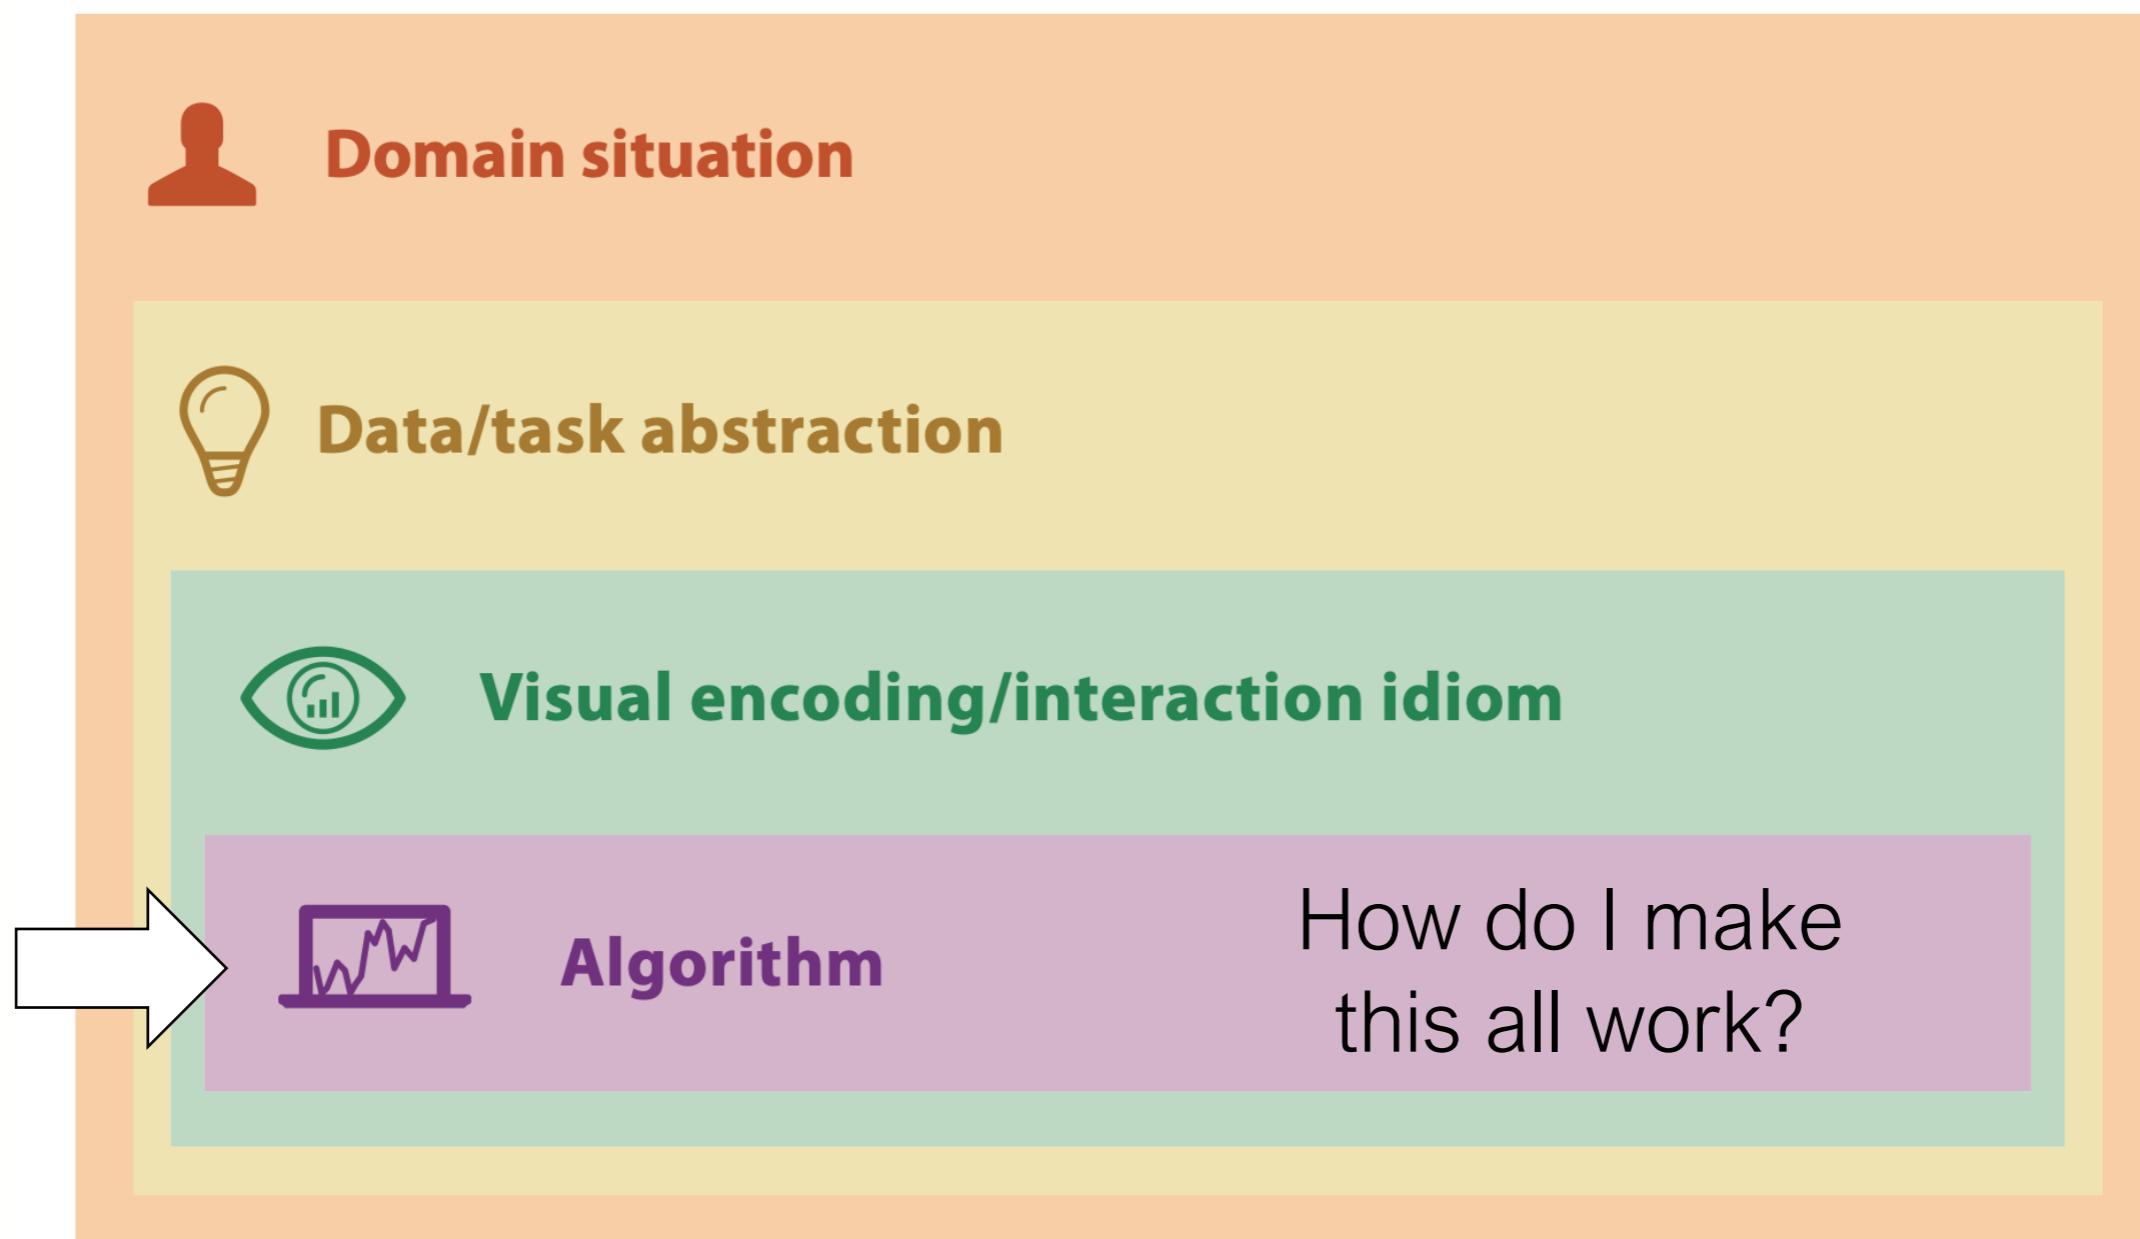 Domain situation
Data/task abstraction
Visual encoding/interaction idiom
Algorithm
How do I make
this all work?